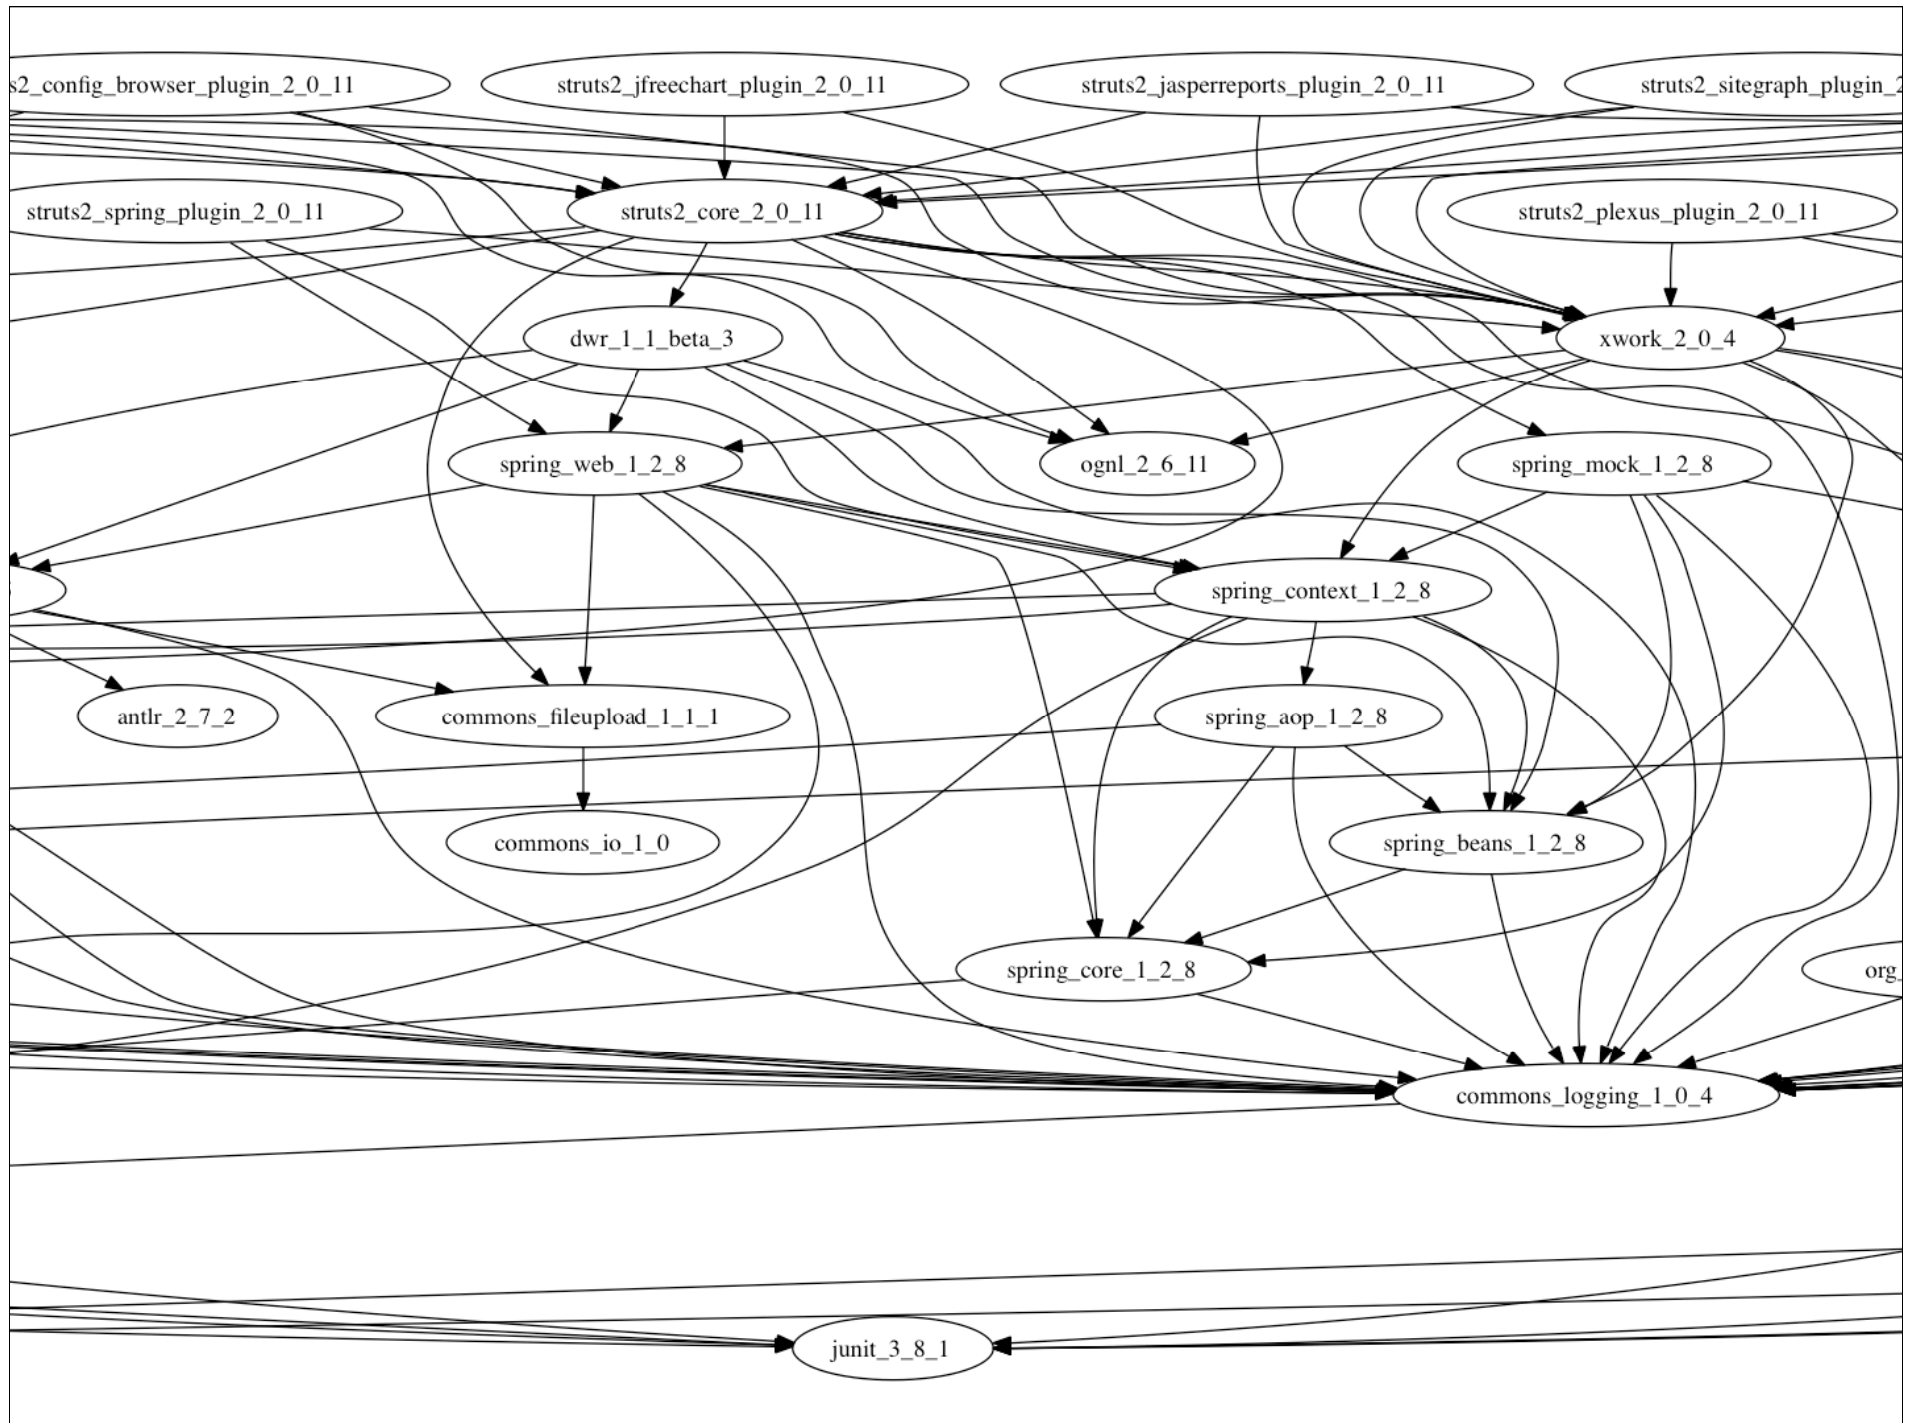 s2_config_browser_plugin_2_0_11
struts2_jfreechart_plugin_2_0_11
struts2_jasperreports_plugin_2_0_11
struts2_sitegraph_plugin_2
struts2_spring_plugin_2_0_11
struts2_core_2_0_11
struts2_plexus_plugin_2_0_11
dwr_1_1_beta_3
xwork_2_0_4
spring_web_1_2_8
ognl_2_6_11
spring_mock_1_2_8
spring_context_1_2_8
antlr_2_7_2
commons_fileupload_1_1_1
spring_aop_1_2_8
commons_io_1_0
spring_beans_1_2_8
spring_core_1_2_8
org_
commons_logging_1_0_4
junit_3_8_1